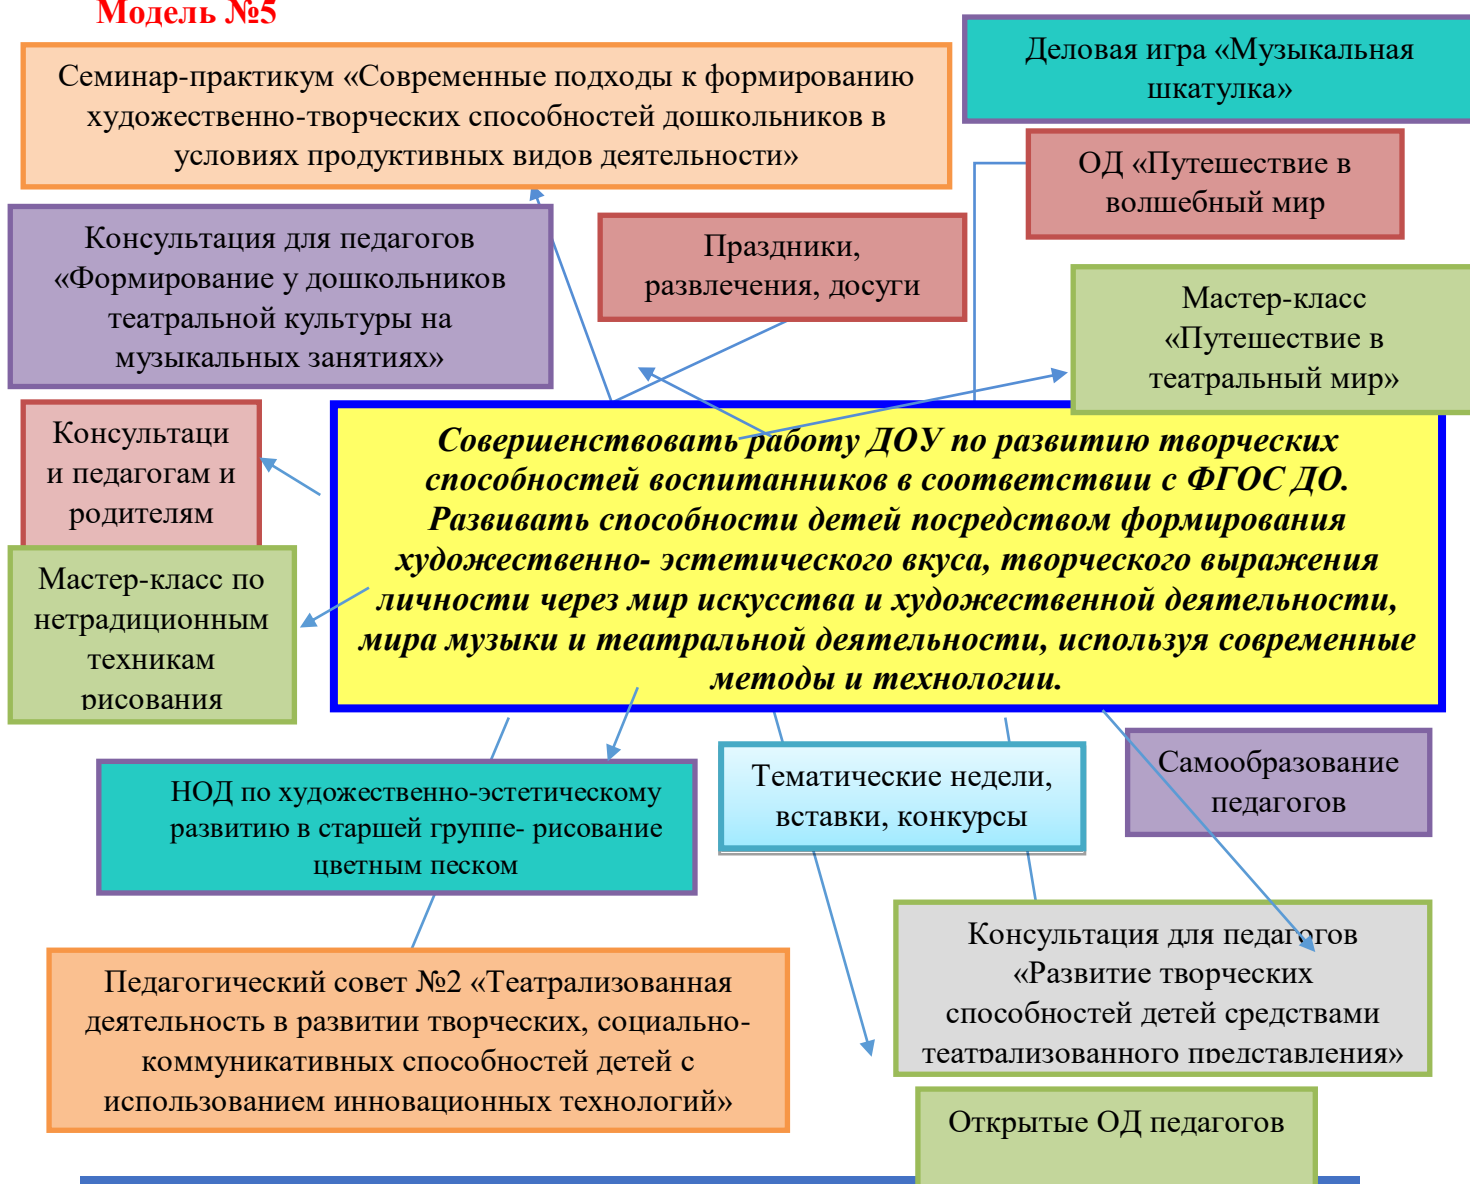 Модель №5
Семинар-практикум «Современные подходы к формированию
художественно-творческих способностей дошкольников в
условиях продуктивных видов деятельности»
Деловая игра «Музыкальная
шкатулка»
ОД «Путешествие в
волшебный мир
Консультация для педагогов
«Формирование у дошкольников
театральной культуры на
музыкальных занятиях»
Праздники,
развлечения, досуги
Мастер-класс
«Путешествие в
театральный мир»
Консультаци
и педагогам и
родителям
Совершенствовать работу ДОУ по развитию творческих
способностей воспитанников в соответствии с ФГОС ДО.
Развивать способности детей посредством формирования
художественно- эстетического вкуса, творческого выражения
личности через мир искусства и художественной деятельности,
мира музыки и театральной деятельности, используя современные
методы и технологии.
Мастер-класс по
нетрадиционным
техникам
рисования
НОД по художественно-эстетическому
развитию в старшей группе- рисование
цветным песком
Тематические недели,
вставки, конкурсы
Самообразование
педагогов
Педагогический совет №2 «Театрализованная
деятельность в развитии творческих, социально-
коммуникативных способностей детей с
использованием инновационных технологий»
Консультация для педагогов
«Развитие творческих
способностей детей средствами
театрализованного представления»
Открытые ОД педагогов